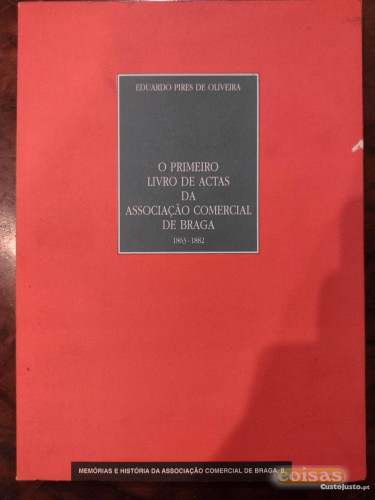 EDUARDO PIRES DE OLIVEIRA
O PRIMEIRO
LIVRO DE ACTAS
DA
ASSOCIAÇÃO COMERCIAL
DE BRAGA
1863 - 1882
MEMÓRIAS E HISTÓRIA DA ASSOCIAÇÃO COMERCIAL DE BRAGA
coisas
custojusto.pt